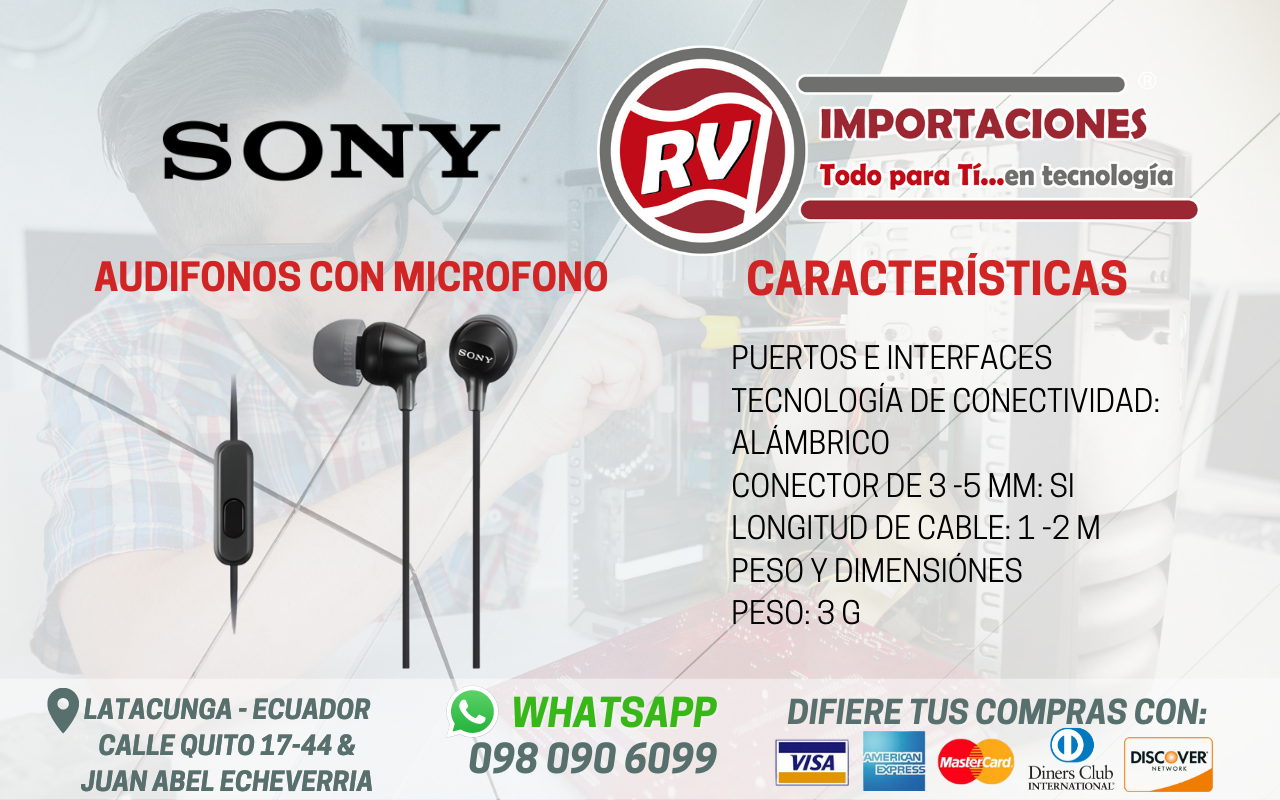 SONY
RV
IMPORTACIONES
®
Todo para Tí...en tecnología
AUDIFONOS CON MICROFONO
SONY
CARACTERÍSTICAS
PUERTOS E INTERFACES
TECNOLOGÍA DE CONECTIVIDAD:
ALÁMBRICO
CONECTOR DE 3 -5 MM: SI
LONGITUD DE CABLE: 1 -2 M
PESO Y DIMENSIÓNES
PESO: 3 G
LATACUNGA - ECUADOR
CALLE QUITO 17-44 &
JUAN ABEL ECHEVERRIA
WHATSAPP
098 090 6099
DIFIERE TUS COMPRAS CON:
VISA
AMERICAN
EXPRESS
MasterCard
Diners Club
INTERNATIONAL
DISCOVER
NETWORK